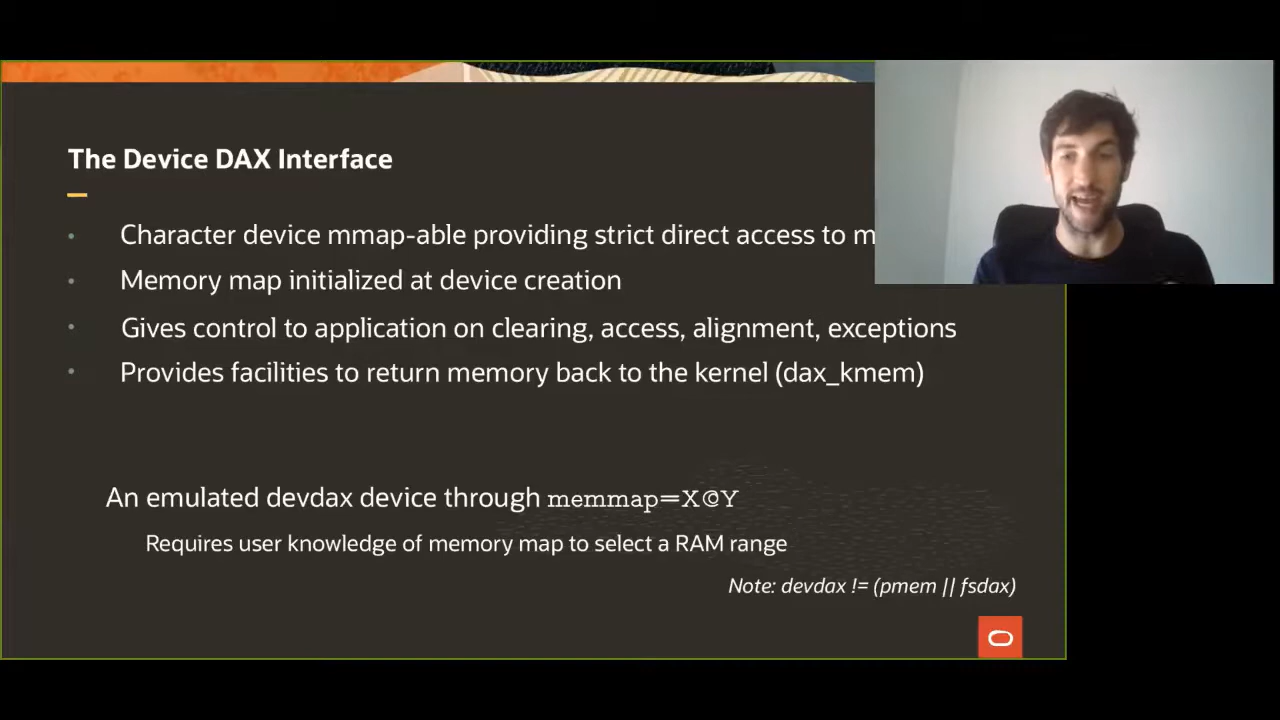 The Device DAX Interface
Character device mmap-able providing strict direct access to
Memory map initialized at device creation
Gives control to application on clearing, access, alignment, exceptions
Provides facilities to return memory back to the kernel (dax_kmem)
An emulated devdax device through memmap=X@Y
Requires user knowledge of memory map to select a RAM range
Note: devdax != (pmem || fsdax)